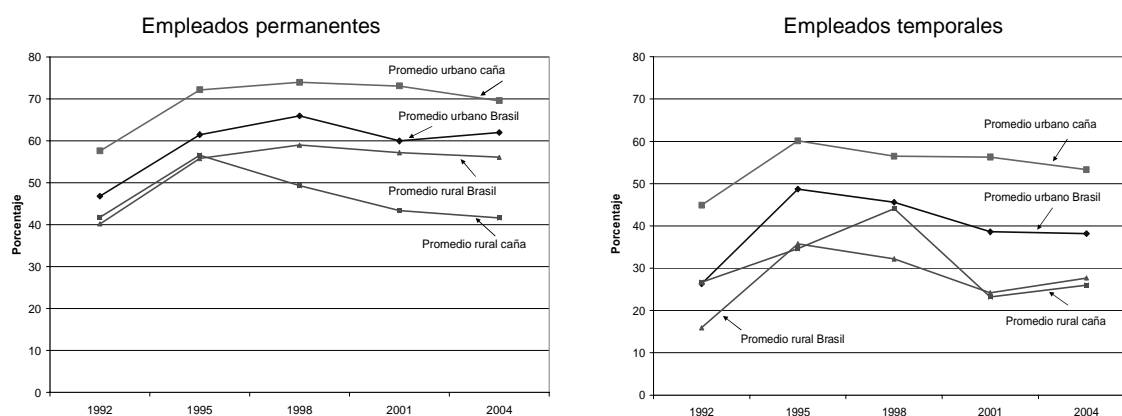 Empleados permanentes
80
70
60
50
40
30
20
10
0
Porcentaje
Promedio urbano caña
Promedio urbano Brasil
Promedio rural Brasil
Promedio rural caña
1992
1995
1998
2001
2004
Empleados temporales
80
70
60
50
40
30
20
10
0
Porcentaje
Promedio urbano caña
Promedio urbano Brasil
Promedio rural caña
Promedio rural Brasil
1992
1995
1998
2001
2004